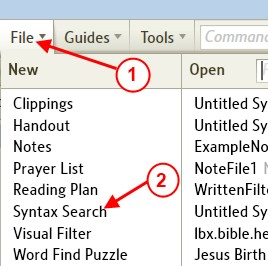 File Guides Tools Comman
1
New Open
Clippings Untitled Sy
Handout Untitled Sy
Notes ExampleNo
Prayer List NoteFile1 N
Reading Plan WrittenFilt
2
Syntax Search Untitled Sy
Visual Filter lbx.bible.he
Word Find Puzzle Jesus Birth